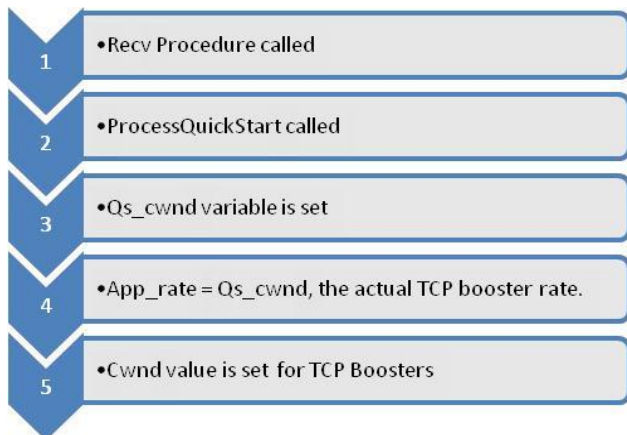 1
•Recv Procedure called
2
•ProcessQuickStart called
3
•Qs_cwnd variable is set
4
•App_rate = Qs_cwnd, the actual TCP booster rate.
5
•Cwnd value is set for TCP Boosters